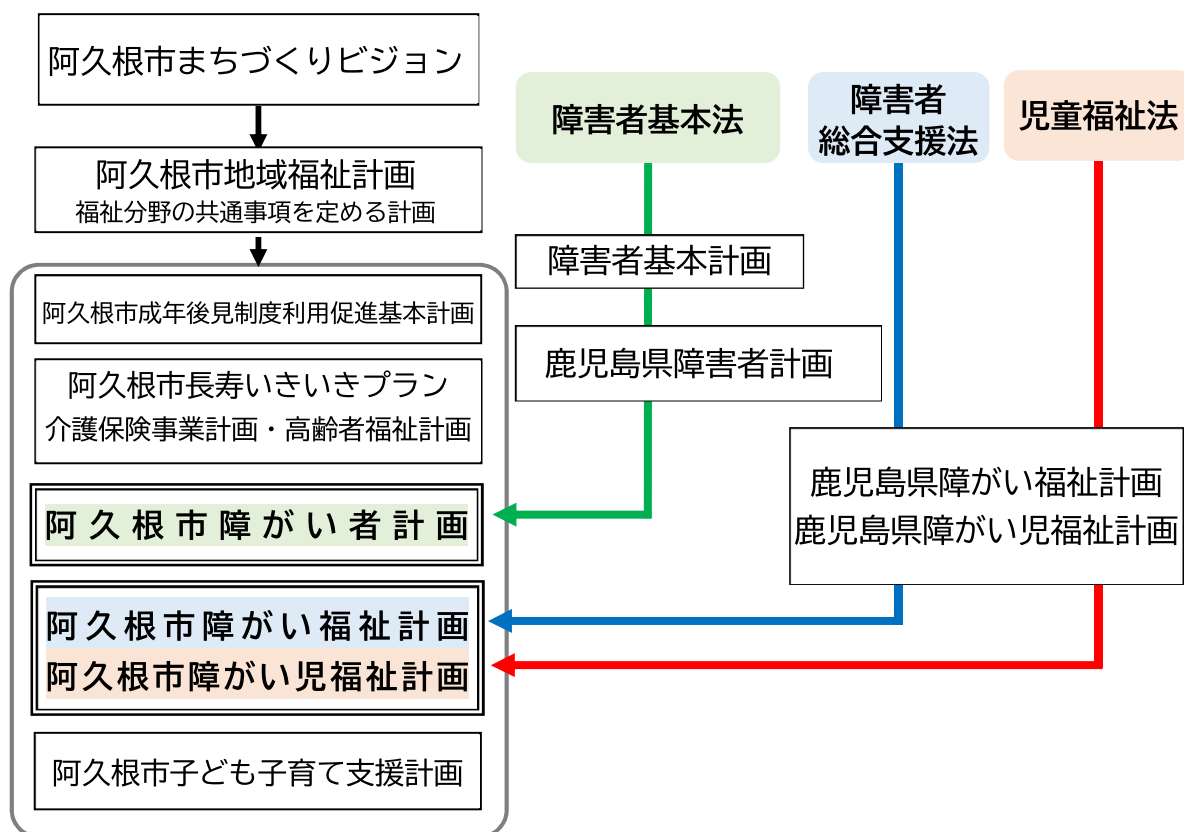 阿久根市まちづくりビジョン
阿久根市地域福祉計画
福祉分野の共通事項を定める計画
阿久根市成年後見制度利用促進基本計画
阿久根市長寿いきいきプラン
介護保険事業計画・高齢者福祉計画
阿久根市障がい者計画
阿久根市障がい福祉計画
阿久根市障がい児福祉計画
阿久根市子ども子育て支援計画
障害者基本法
障害者基本計画
鹿児島県障害者計画
障害者
総合支援法
児童福祉法
鹿児島県障がい福祉計画
鹿児島県障がい児福祉計画